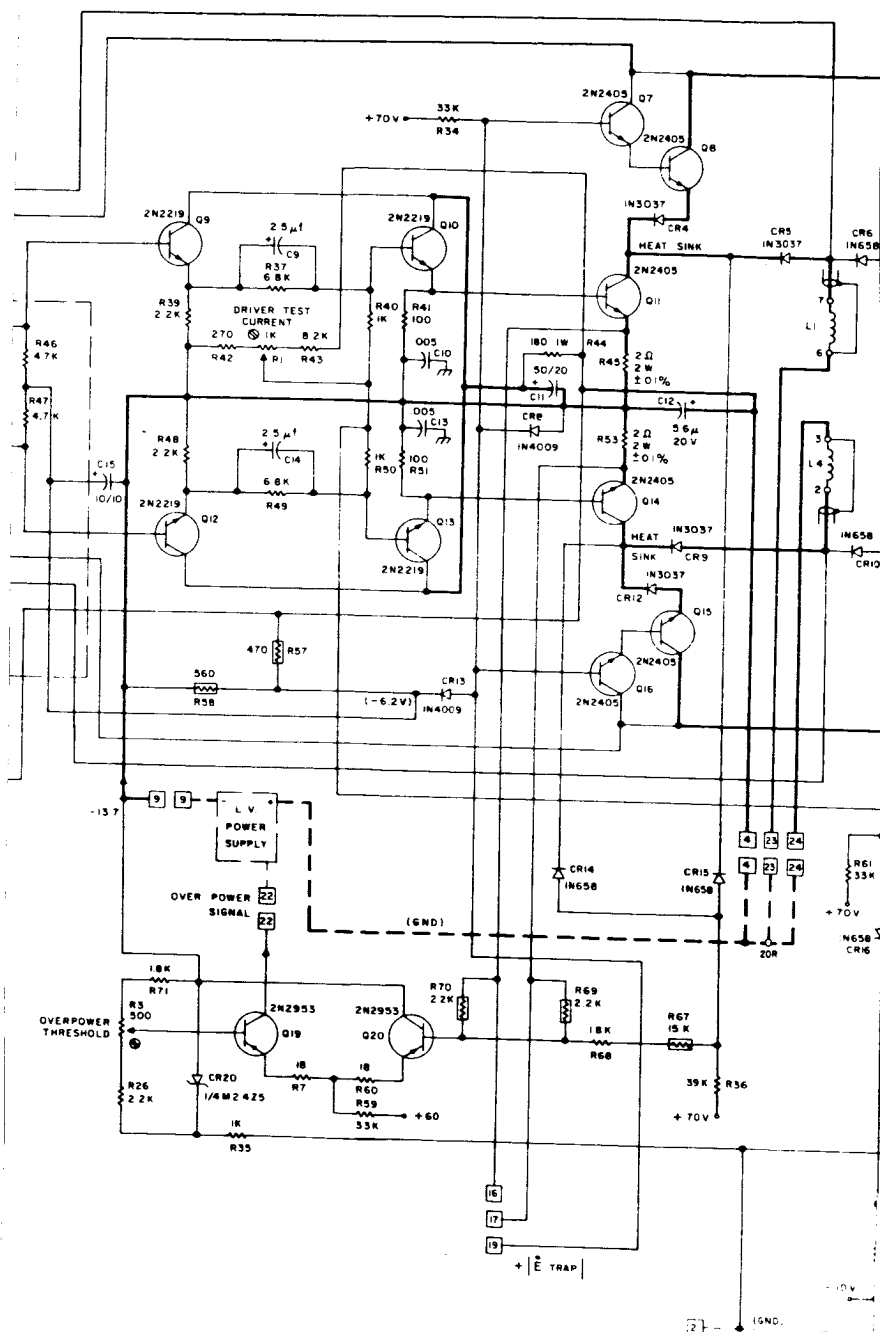 2N2405
Q7
33K
+70V
R34
2N2405
Q8
1N3037
CR4
2N2219
Q9
2.5µf
C9
R37
6.8K
2N2219
Q10
HEAT SINK
CR5
1N3037
CR6
1N658
2N2405
Q11
R39
2.2K
DRIVER TEST
CURRENT
270
R42
1K
R1
8.2K
R43
R40
1K
R41
100
.005
C10
180 1W
R44
R45
2Ω
2W
±.01%
7
L1
6
R46
4.7K
R47
4.7K
50/20
C11
CR8
1N4009
C12
5.6µ
20V
R48
2.2K
2.5µf
C14
6.8K
R49
1K
R50
.005
C13
100
R51
R53
2Ω
2W
±.01%
3
L4
2
C15
10/10
2N2219
Q12
Q13
2N2219
2N2405
Q14
HEAT
SINK
1N3037
CR9
1N658
CR10
1N3037
CR12
Q15
2N2405
Q16
2N2405
470
R57
560
R58
(-6.2V)
CR13
1N4009
-13.7
9
9
- L.V. +
POWER
SUPPLY
OVER POWER
SIGNAL
22
22
(GND)
CR14
1N658
CR15
1N658
4
23
24
4
23
24
20R
R61
33K
+70V
1N658
CR16
1.8K
R71
R3
500
OVERPOWER
THRESHOLD
2N2953
Q19
2N2953
Q20
R70
2.2K
R69
2.2K
18K
R68
R67
15K
R26
2.2K
CR20
1/4M2.4Z5
18
R7
18
R60
R59
33K
+60
39K
R36
+70V
1K
R35
16
17
19
+|Ė TRAP|
2
(GND)